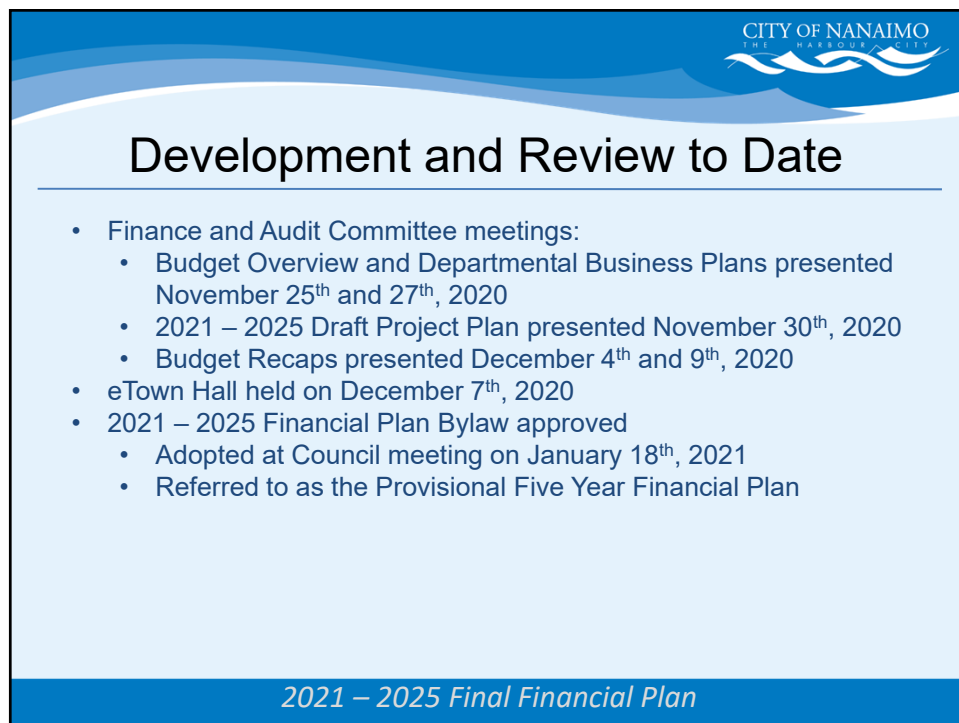 CITY OF NANAIMO
THE HARBOUR CITY
Development and Review to Date
• Finance and Audit Committee meetings:
• Budget Overview and Departmental Business Plans presented
November 25th and 27th, 2020
• 2021 – 2025 Draft Project Plan presented November 30th, 2020
• Budget Recaps presented December 4th and 9th, 2020
• eTown Hall held on December 7th, 2020
• 2021 – 2025 Financial Plan Bylaw approved
• Adopted at Council meeting on January 18th, 2021
• Referred to as the Provisional Five Year Financial Plan
2021 – 2025 Final Financial Plan